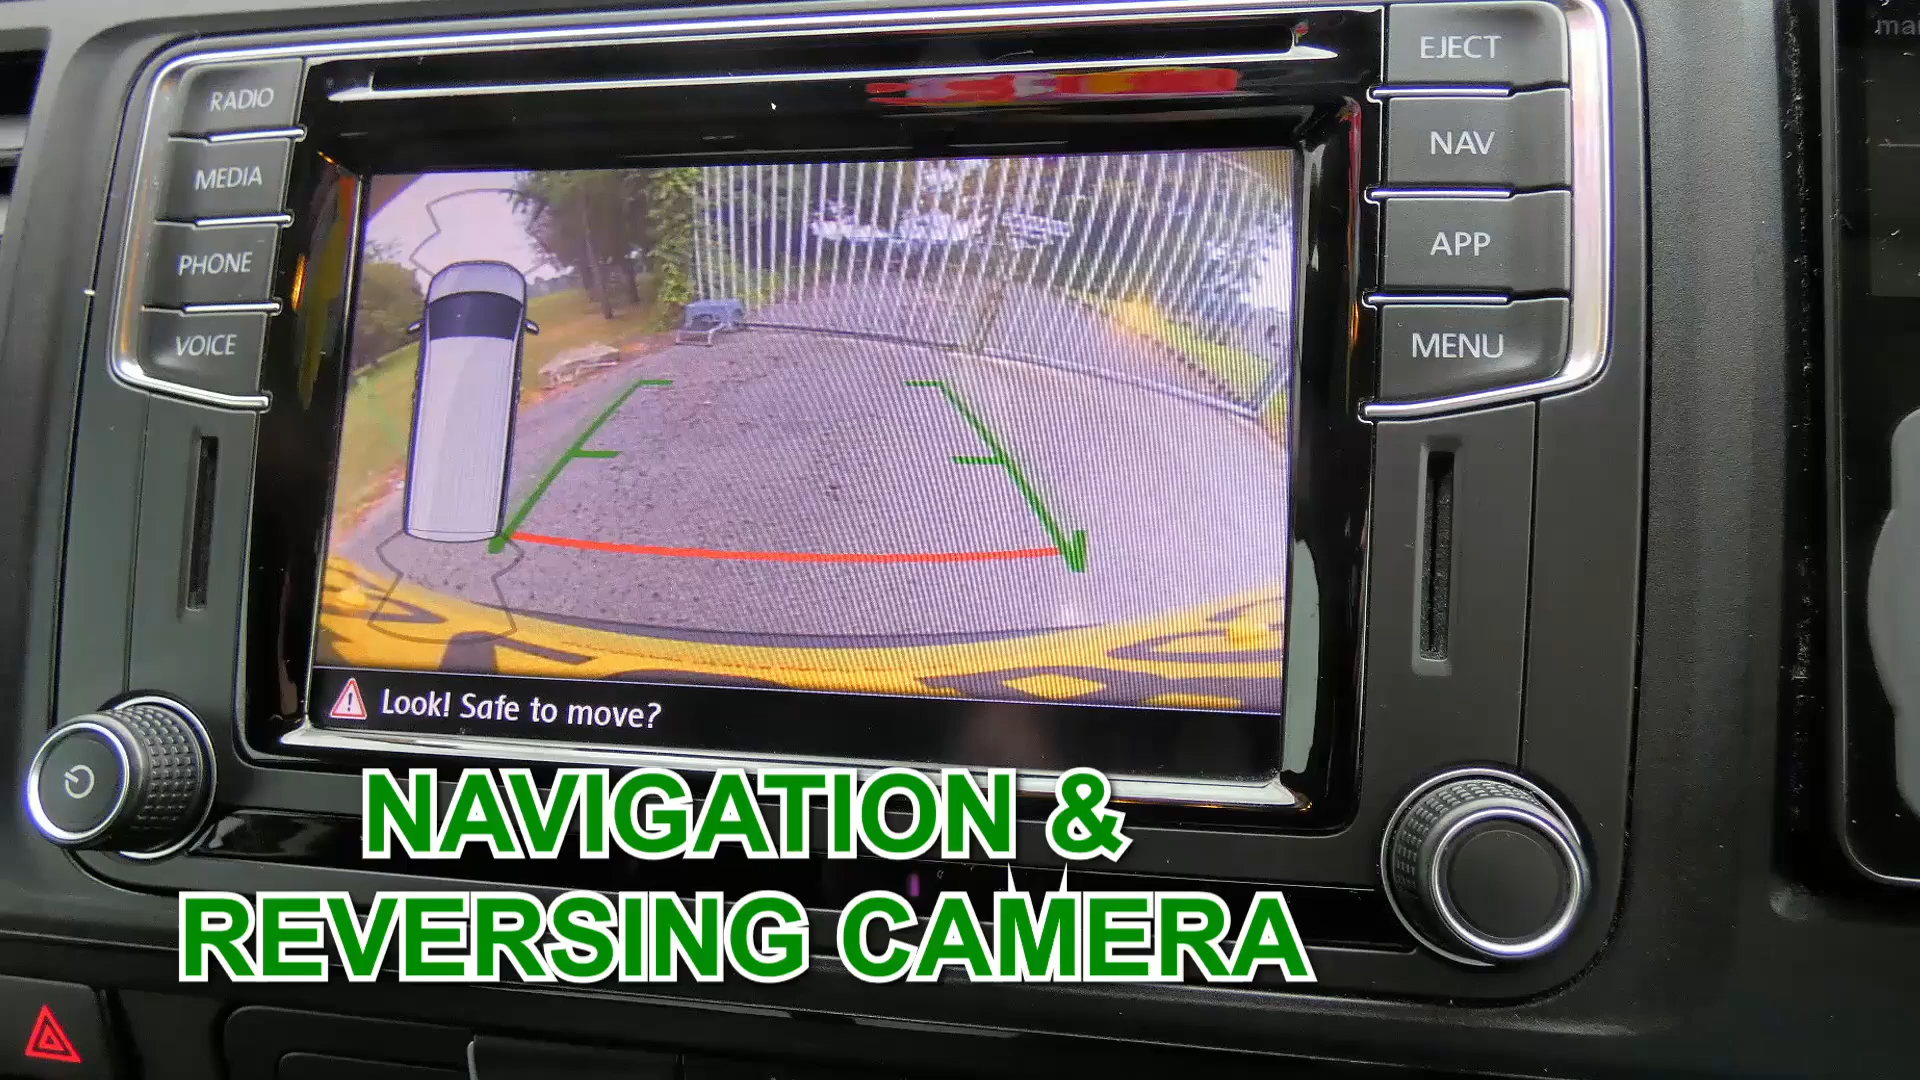 RADIO
MEDIA
PHONE
VOICE
EJECT
NAV
APP
MENU
Look! Safe to move?
NAVIGATION &
REVERSING CAMERA